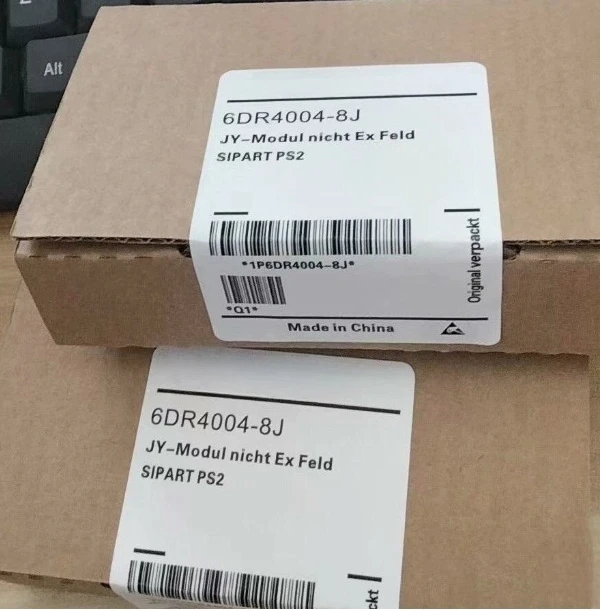 Alt
6DR4004-8J
JY-Modul nicht Ex Feld
SIPART PS2
*1P6DR4004-8J*
*Q1*
Original verpackt
Made in China
6DR4004-8J
JY-Modul nicht Ex Feld
SIPART PS2